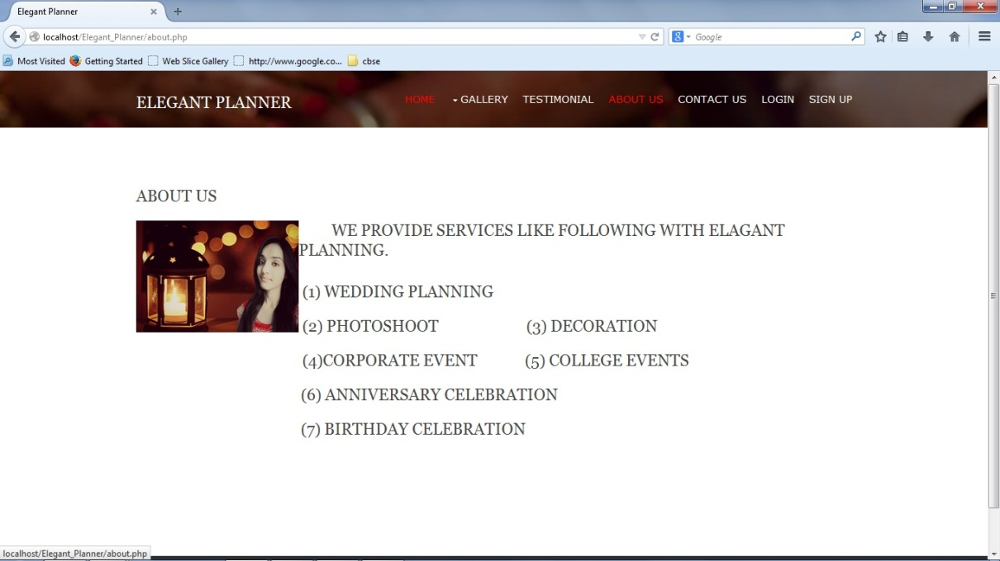 Elegant Planner
localhost/Elegant_Planner/about.php
Google
Most Visited Getting Started Web Slice Gallery http://www.google.co... cbse
ELEGANT PLANNER
HOME GALLERY TESTIMONIAL ABOUT US CONTACT US LOGIN SIGN UP
ABOUT US
WE PROVIDE SERVICES LIKE FOLLOWING WITH ELAGANT
PLANNING.
(1) WEDDING PLANNING
(2) PHOTOSHOOT (3) DECORATION
(4)CORPORATE EVENT (5) COLLEGE EVENTS
(6) ANNIVERSARY CELEBRATION
(7) BIRTHDAY CELEBRATION
localhost/Elegant_Planner/about.php